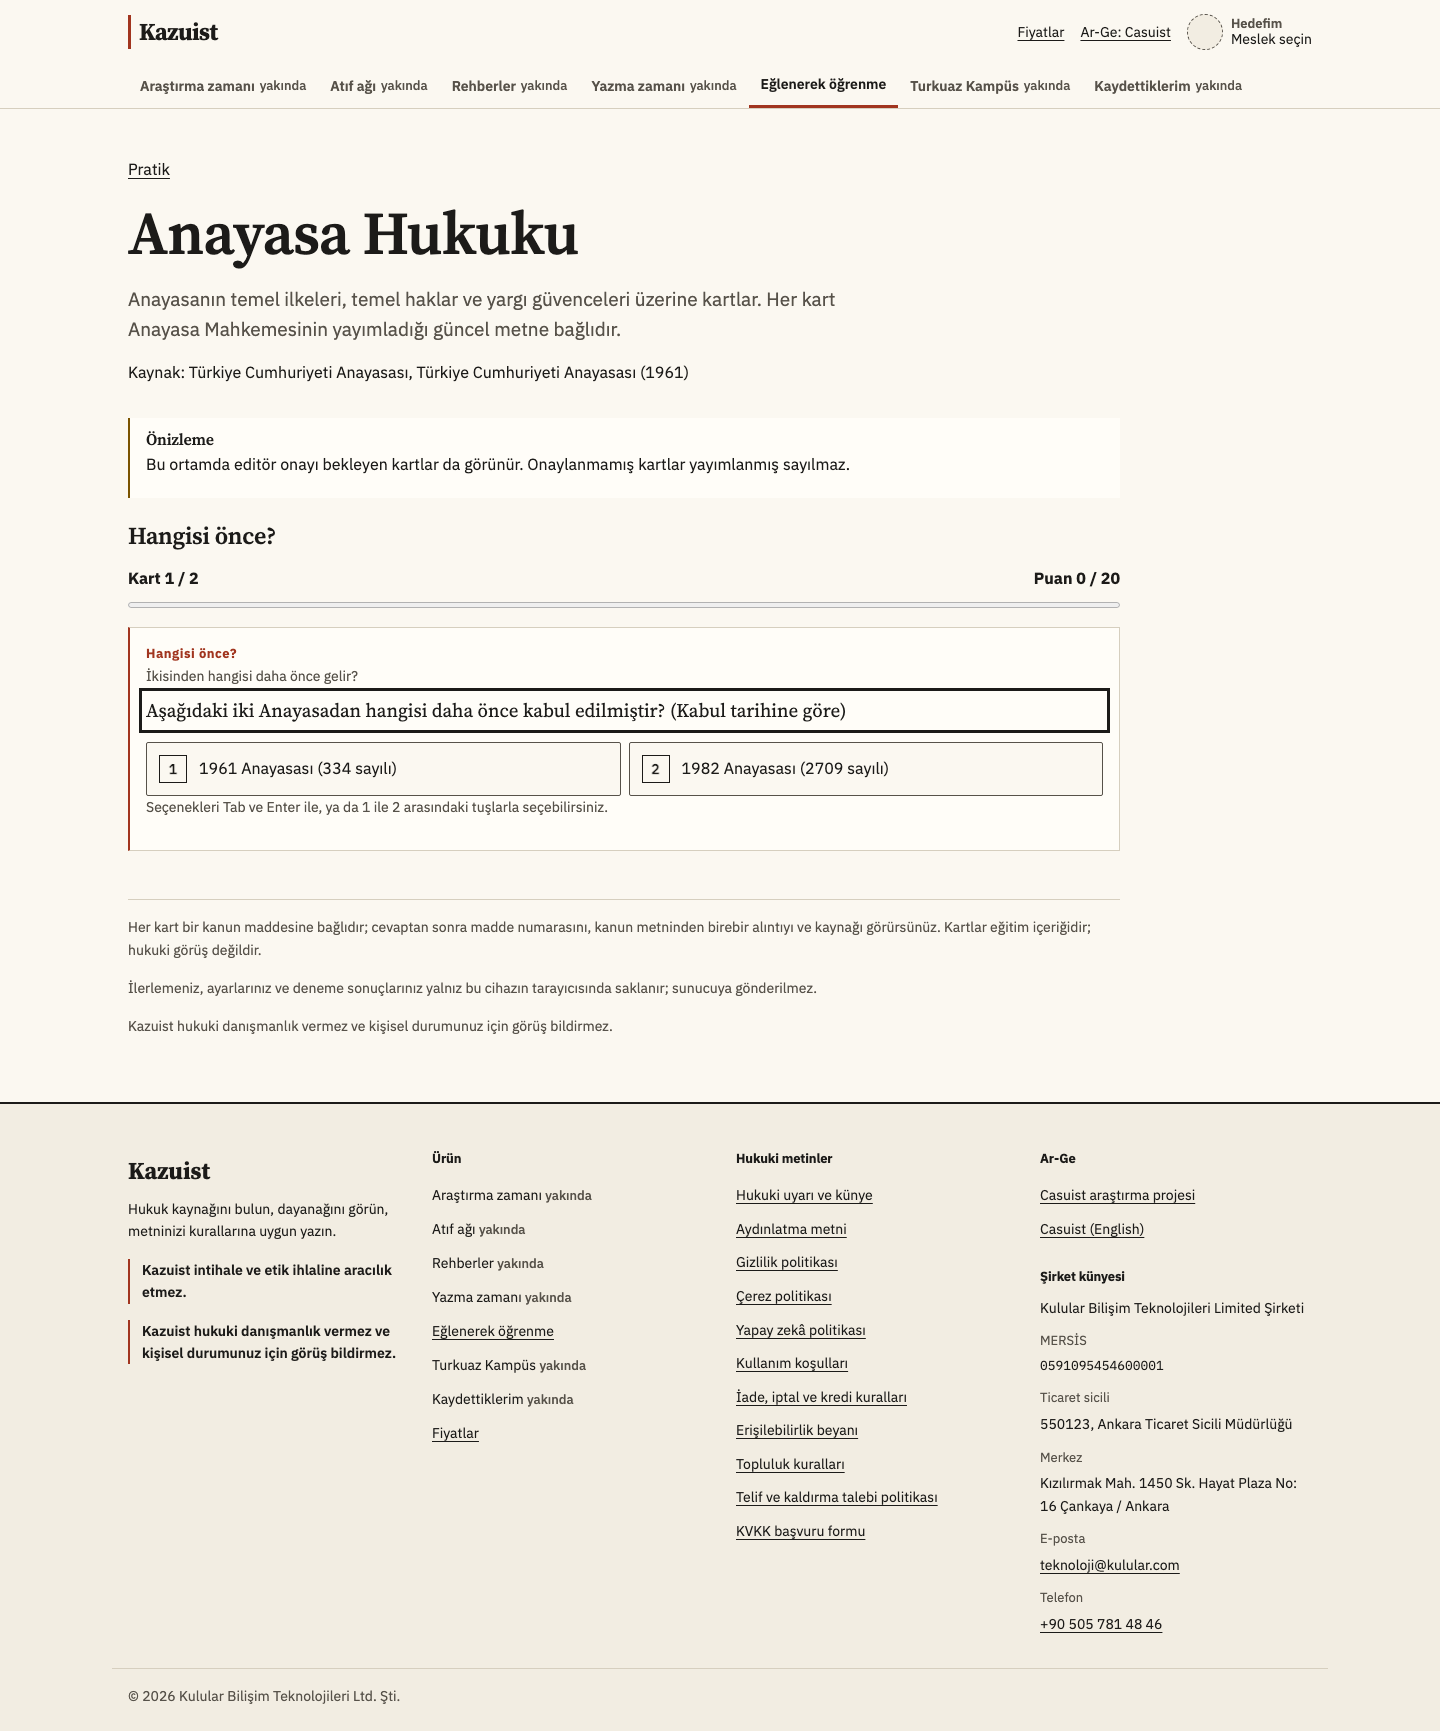 Kazuist
Fiyatlar
Ar-Ge: Casuist
Hedefim
Meslek seçin
Araştırma zamanı yakında
Atıf ağı yakında
Rehberler yakında
Yazma zamanı yakında
Eğlenerek öğrenme
Turkuaz Kampüs yakında
Kaydettiklerim yakında
Pratik
Anayasa Hukuku
Anayasanın temel ilkeleri, temel haklar ve yargı güvenceleri üzerine kartlar. Her kart
Anayasa Mahkemesinin yayımladığı güncel metne bağlıdır.
Kaynak: Türkiye Cumhuriyeti Anayasası, Türkiye Cumhuriyeti Anayasası (1961)
Önizleme
Bu ortamda editör onayı bekleyen kartlar da görünür. Onaylanmamış kartlar yayımlanmış sayılmaz.
Hangisi önce?
Kart 1 / 2
Puan 0 / 20
Hangisi önce?
İkisinden hangisi daha önce gelir?
Aşağıdaki iki Anayasadan hangisi daha önce kabul edilmiştir? (Kabul tarihine göre)
1 1961 Anayasası (334 sayılı)
2 1982 Anayasası (2709 sayılı)
Seçenekleri Tab ve Enter ile, ya da 1 ile 2 arasındaki tuşlarla seçebilirsiniz.
Her kart bir kanun maddesine bağlıdır; cevaptan sonra madde numarasını, kanun metninden birebir alıntıyı ve kaynağı görürsünüz. Kartlar eğitim içeriğidir;
hukuki görüş değildir.
İlerlemeniz, ayarlarınız ve deneme sonuçlarınız yalnız bu cihazın tarayıcısında saklanır; sunucuya gönderilmez.
Kazuist hukuki danışmanlık vermez ve kişisel durumunuz için görüş bildirmez.
Kazuist
Hukuk kaynağını bulun, dayanağını görün,
metninizi kurallarına uygun yazın.
Kazuist intihale ve etik ihlaline aracılık
etmez.
Kazuist hukuki danışmanlık vermez ve
kişisel durumunuz için görüş bildirmez.
Ürün
Araştırma zamanı yakında
Atıf ağı yakında
Rehberler yakında
Yazma zamanı yakında
Eğlenerek öğrenme
Turkuaz Kampüs yakında
Kaydettiklerim yakında
Fiyatlar
Hukuki metinler
Hukuki uyarı ve künye
Aydınlatma metni
Gizlilik politikası
Çerez politikası
Yapay zekâ politikası
Kullanım koşulları
İade, iptal ve kredi kuralları
Erişilebilirlik beyanı
Topluluk kuralları
Telif ve kaldırma talebi politikası
KVKK başvuru formu
Ar-Ge
Casuist araştırma projesi
Casuist (English)
Şirket künyesi
Kulular Bilişim Teknolojileri Limited Şirketi
MERSİS
0591095454600001
Ticaret sicili
550123, Ankara Ticaret Sicili Müdürlüğü
Merkez
Kızılırmak Mah. 1450 Sk. Hayat Plaza No:
16 Çankaya / Ankara
E-posta
teknoloji@kulular.com
Telefon
+90 505 781 48 46
© 2026 Kulular Bilişim Teknolojileri Ltd. Şti.